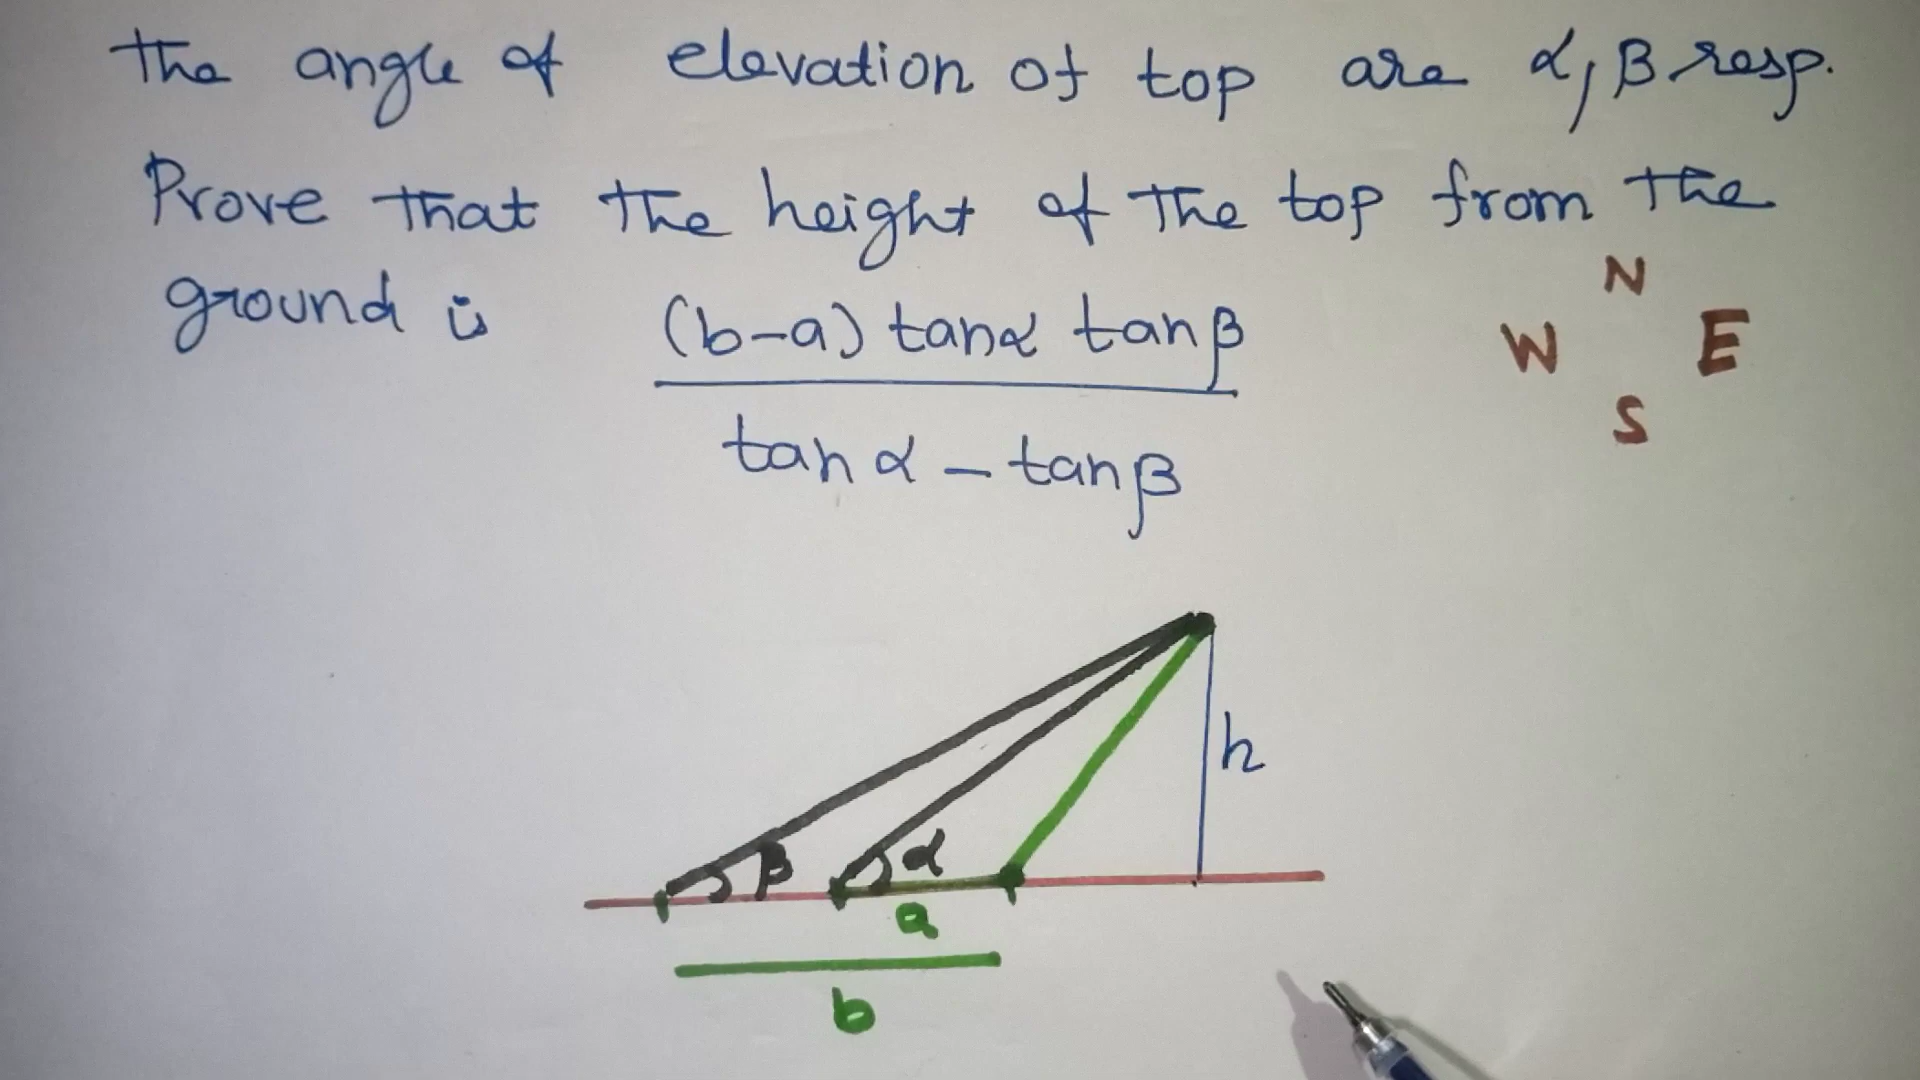 The angle of elevation of top are α, β resp.
Prove that the height of the top from the
ground is (b-a) tanα tanβ
tanα - tanβ
N
W E
S
h
β α
a
b